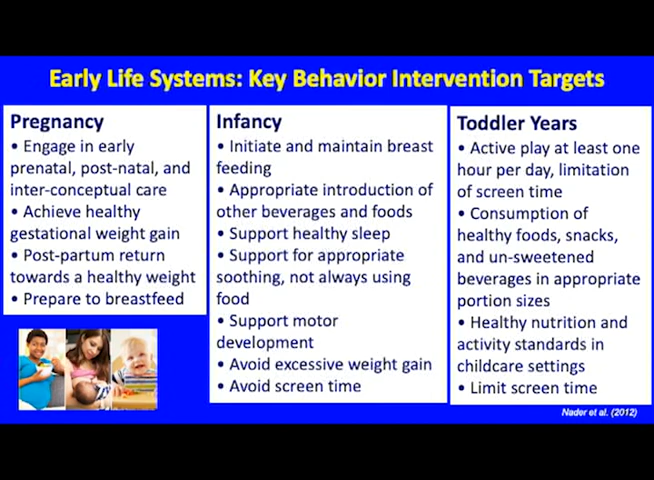 Early Life Systems: Key Behavior Intervention Targets
Pregnancy
• Engage in early
prenatal, post-natal, and
inter-conceptual care
• Achieve healthy
gestational weight gain
• Post-partum return
towards a healthy weight
• Prepare to breastfeed
Infancy
• Initiate and maintain breast
feeding
• Appropriate introduction of
other beverages and foods
• Support healthy sleep
• Support for appropriate
soothing, not always using
food
• Support motor
development
• Avoid excessive weight gain
• Avoid screen time
Toddler Years
• Active play at least one
hour per day, limitation
of screen time
• Consumption of
healthy foods, snacks,
and un-sweetened
beverages in appropriate
portion sizes
• Healthy nutrition and
activity standards in
childcare settings
• Limit screen time
Nader et al. (2012)